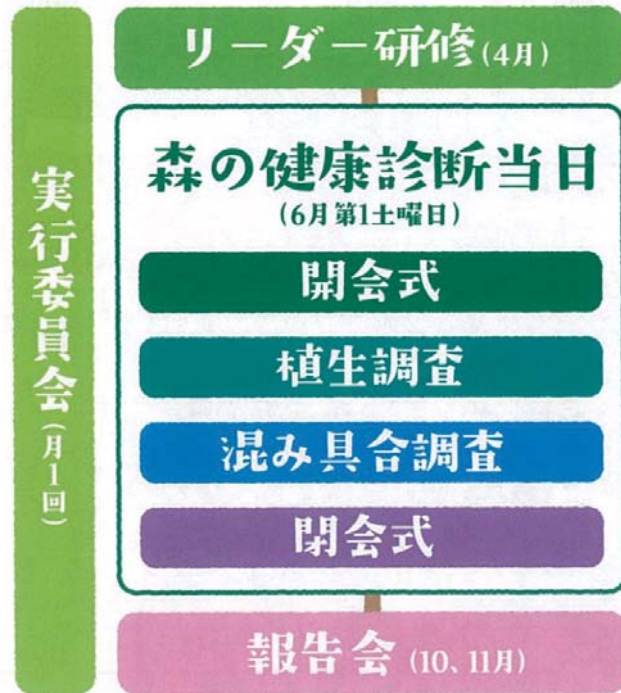 実行委員会(月1回)
リーダー研修(4月)
森の健康診断当日
(6月第1土曜日)
開会式
植生調査
混み具合調査
閉会式
報告会(10、11月)